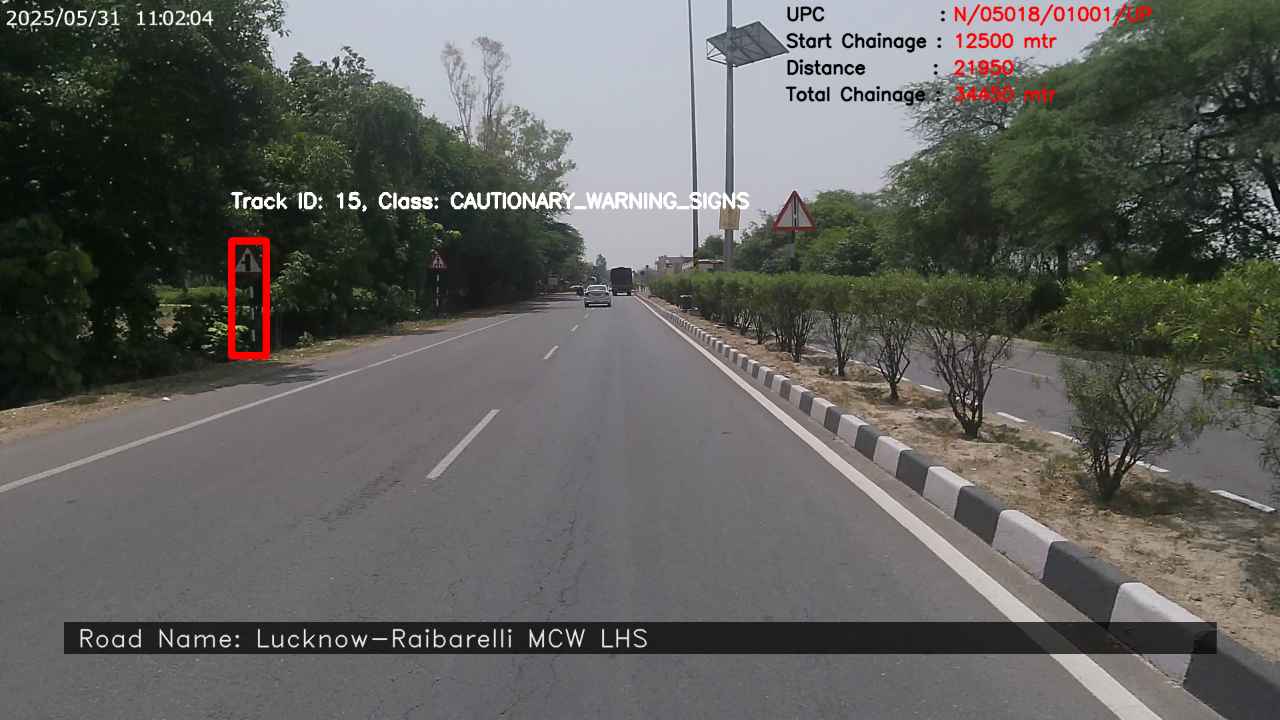 2025/05/31 11:02:04
UPC : N/05018/01001/UP
Start Chainage : 12500 mtr
Distance : 21950
Total Chainage : 34450 mtr
Track ID: 15, Class: CAUTIONARY_WARNING_SIGNS
Road Name: Lucknow-Raibarelli MCW LHS